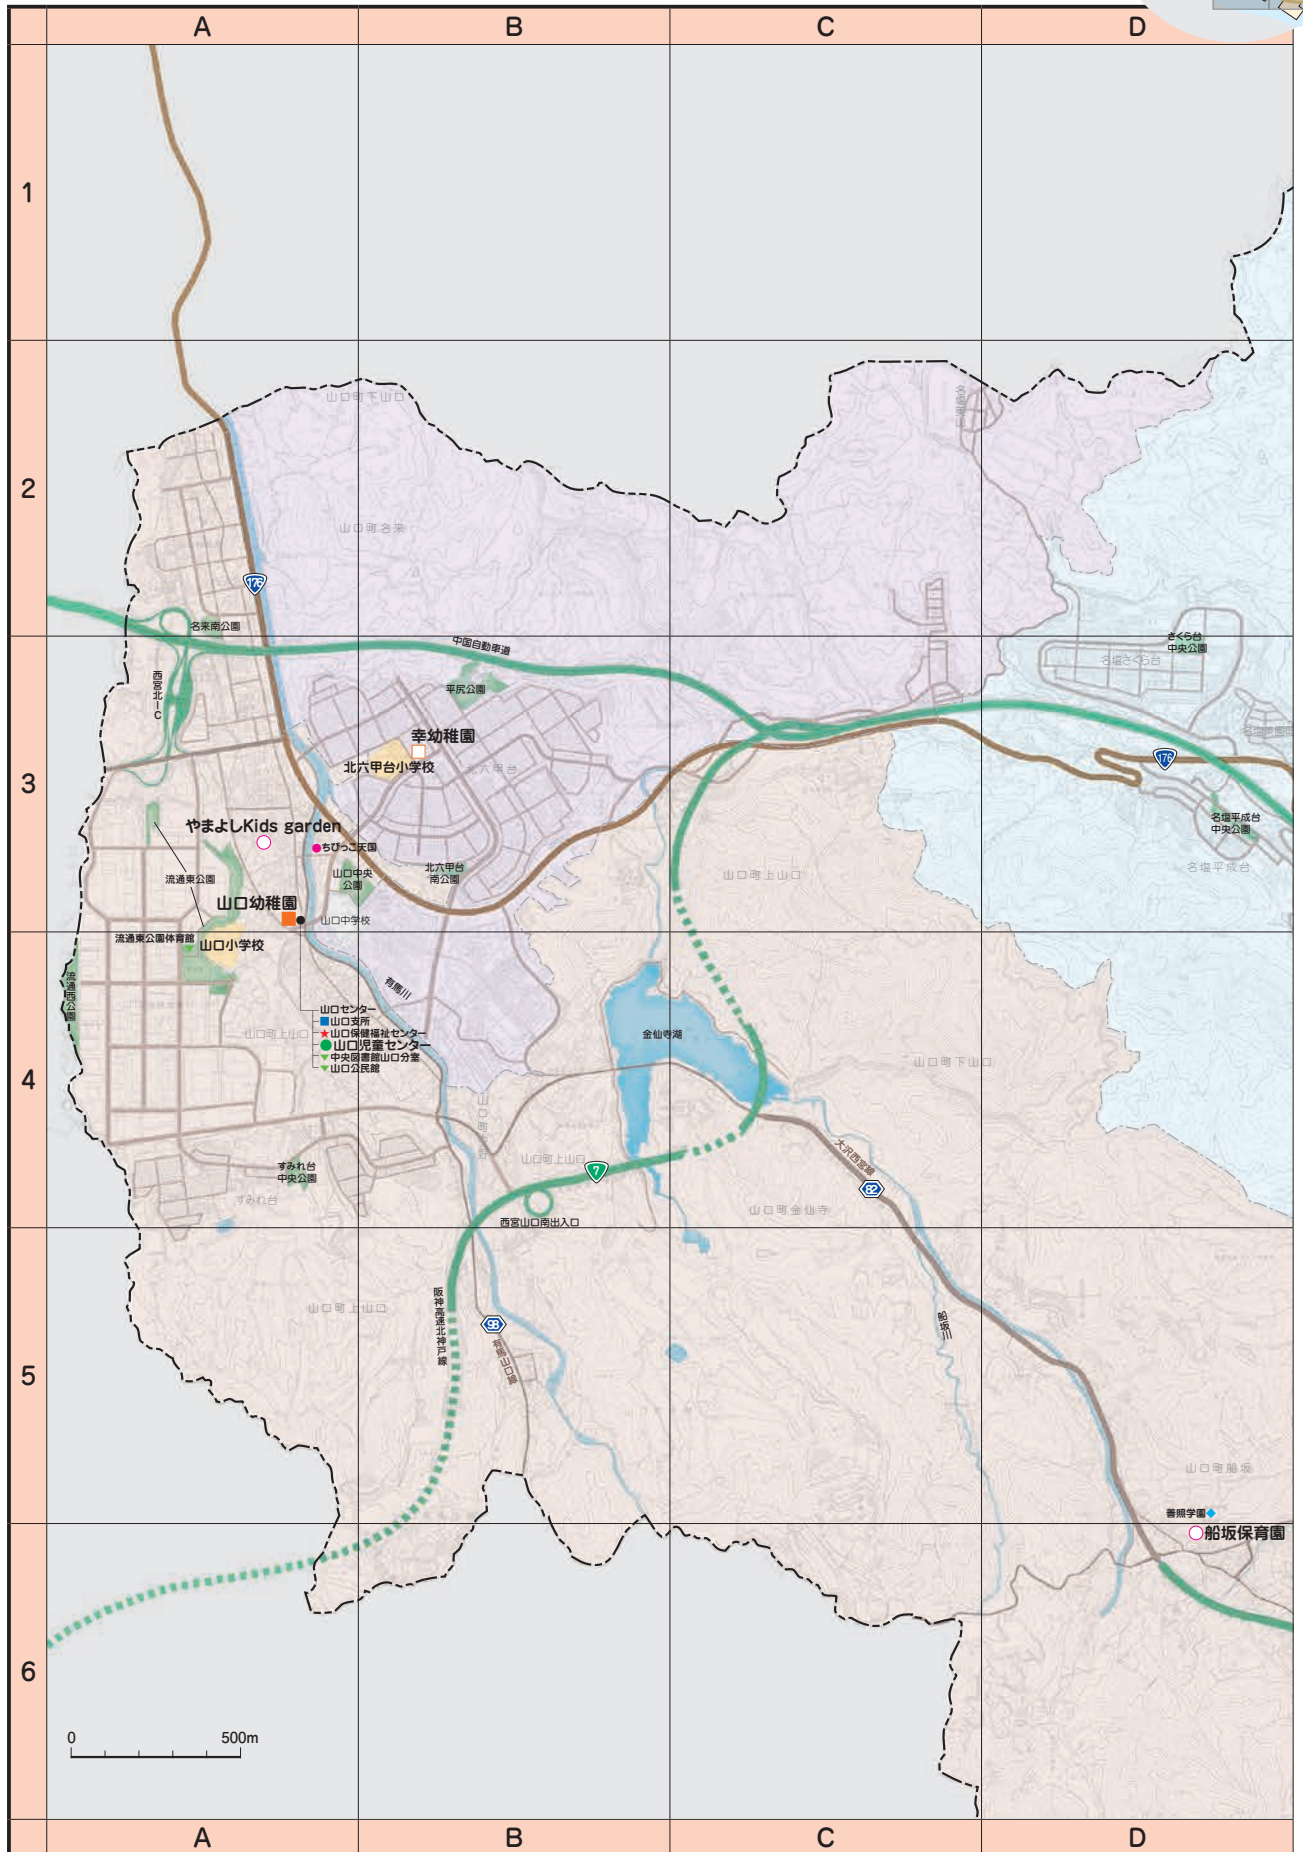 A
B
C
D
1
2
3
4
5
6
山口町下山口
名塩美山
山口町名来
176
名来南公園
中国自動車道
西宮北IC
平尻公園
さくら台
中央公園
名塩さくら台
幸幼稚園
北六甲台小学校
北六甲台
176
やまよしKids garden
ちびっこ天国
山口中央
公園
北六甲台
南公園
流通東公園
山口町上山口
名塩平成台
中央公園
名塩平成台
山口幼稚園
山口中学校
流通東公園体育館
山口小学校
流通西公園
有馬川
山口町上山口
山口センター
山口支所
山口保健福祉センター
山口児童センター
中央図書館山口分室
山口公民館
金仙寺湖
山口町下山口
山口町上山口
7
大沢西宮線
82
すみれ台
中央公園
すみれ台
西宮山口南出入口
山口町金仙寺
山口町上山口
阪神高速北神戸線
98
有馬山口線
船坂川
山口町船坂
善照学園
船坂保育園
0
500m
A
B
C
D